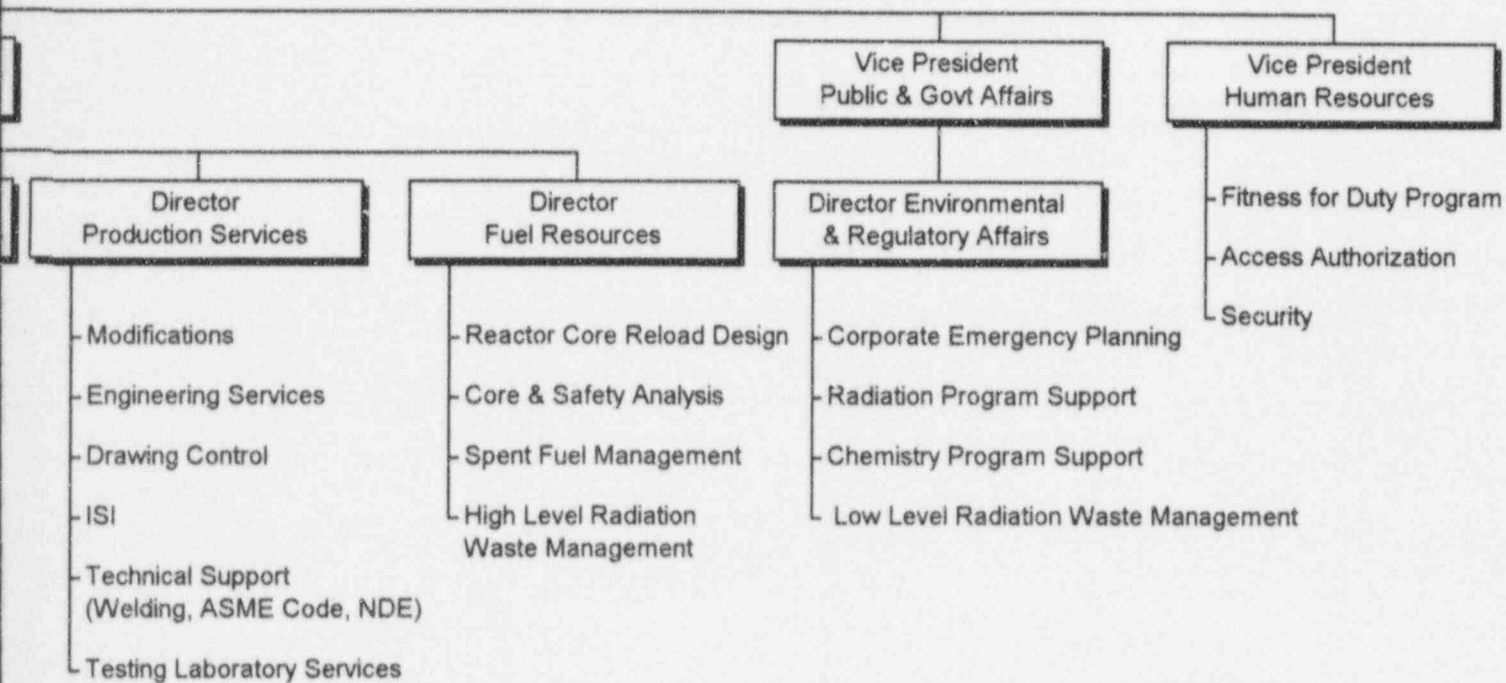 Vice President
Public & Govt Affairs
Vice President
Human Resources
Director
Production Services
Director
Fuel Resources
Director Environmental
& Regulatory Affairs
Fitness for Duty Program
Access Authorization
Security
Modifications
Engineering Services
Drawing Control
ISI
Technical Support
(Welding, ASME Code, NDE)
Testing Laboratory Services
Reactor Core Reload Design
Core & Safety Analysis
Spent Fuel Management
High Level Radiation
Waste Management
Corporate Emergency Planning
Radiation Program Support
Chemistry Program Support
Low Level Radiation Waste Management